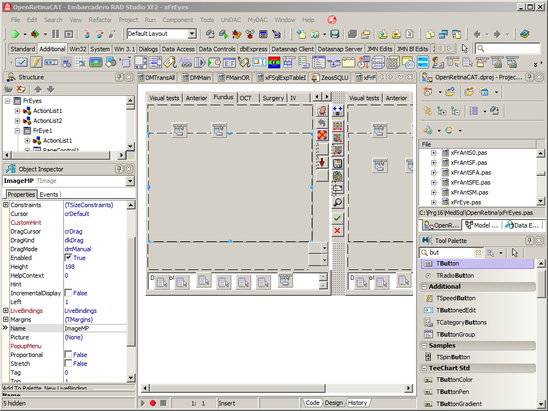 OpenRetinaCAT - Embarcadero RAD Studio XE3 - xFrEyes
File Edit Search View Refactor Project Run Component Tools UniDAC MyDAC Window Help
Default Layout
Standard Additional Win32 System Win 3.1 Dialogs Data Access Data Controls dbExpress Datasnap Client Datasnap Server JMN Edits JMN Edits
Structure
FrEyes
ActionList1
ActionList2
FrEye1
ActionList1
PageControl1
Object Inspector
ImageMP TImage
Properties Events
Constraints (TSizeConstraints)
Cursor crDefault
CustomHint
DragCursor crDrag
DragKind dkDrag
DragMode dmManual
Enabled True
Height 198
HelpContext 0
Hint
IncrementalDisplay False
Left 1
LiveBindings LiveBindings
Margins (TMargins)
Name ImageMP
Picture (None)
PopupMenu
Proportional False
Stretch False
Tag 0
Top 1
Add To Palette, New LiveBinding...
Name
5 hidden
DMTransAll DMMain FMainOR xFSqlExpTable1 ZeosSQLU xFrF
Visual tests Anterior Fundus OCT Surgery IV
Visual tests Anterior
D of
D of
1: 1 Insert
Code Design History
OpenRetinaCAT.dproj - Projec...
File
xFrAntS0.pas
xFrAntSF.pas
xFrAntSFA.pas
xFrAntSFE.pas
xFrAntSM.pas
xFrEye.pas
C:\Prg16\MedSql\OpenRetina\xFrEyes.pas
OpenR... Model ... Data E...
Tool Palette
but
TButton
TRadioButton
Additional
TSpeedButton
TButtonedEdit
TCategoryButtons
TButtonGroup
Samples
TSpinButton
TeeChart Std
TButtonColor
TButtonPen
TButtonGradient